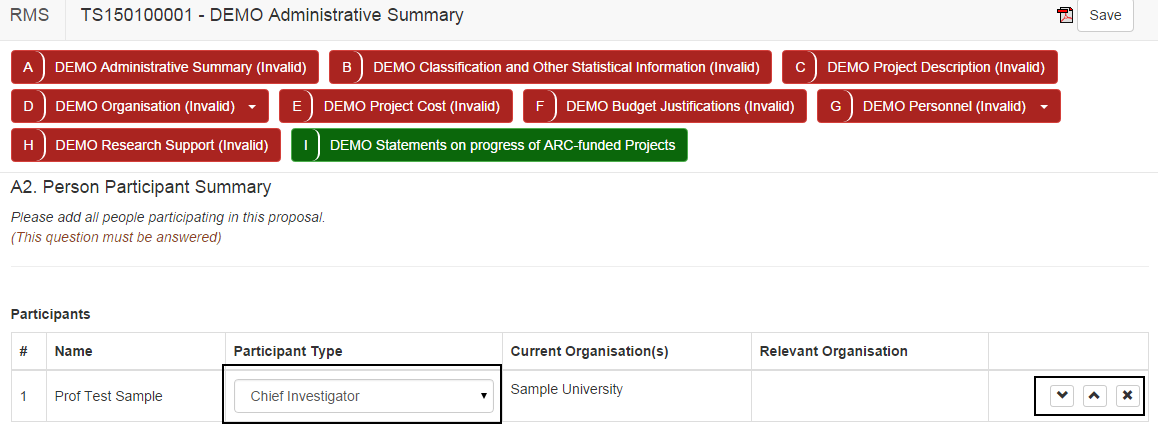 RMS TS150100001 - DEMO Administrative Summary Save
A DEMO Administrative Summary (Invalid) B DEMO Classification and Other Statistical Information (Invalid) C DEMO Project Description (Invalid)
D DEMO Organisation (Invalid) E DEMO Project Cost (Invalid) F DEMO Budget Justifications (Invalid) G DEMO Personnel (Invalid)
H DEMO Research Support (Invalid) I DEMO Statements on progress of ARC-funded Projects
A2. Person Participant Summary
Please add all people participating in this proposal.
(This question must be answered)
Participants
# Name Participant Type Current Organisation(s) Relevant Organisation
1 Prof Test Sample Chief Investigator Sample University